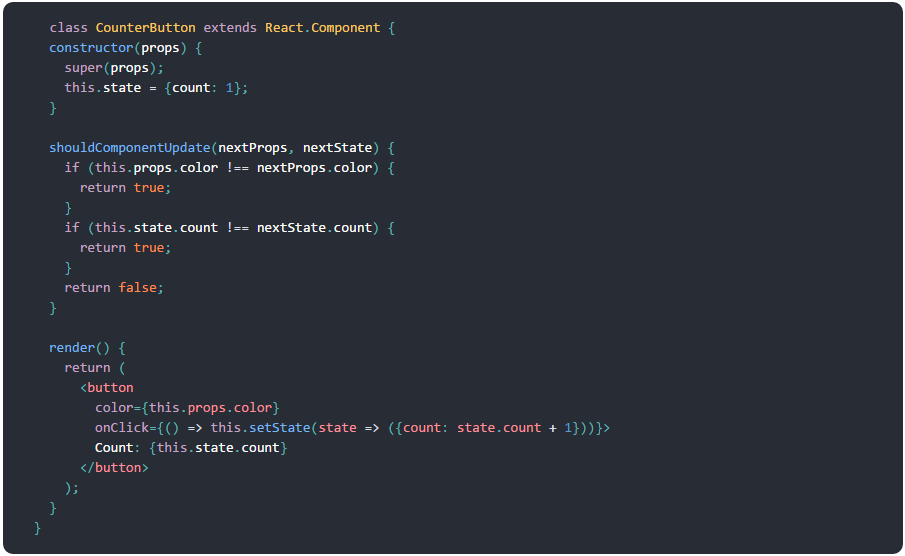 class CounterButton extends React.Component {
constructor(props) {
super(props);
this.state = {count: 1};
}
shouldComponentUpdate(nextProps, nextState) {
if (this.props.color !== nextProps.color) {
return true;
}
if (this.state.count !== nextState.count) {
return true;
}
return false;
}
render() {
return (
<button
color={this.props.color}
onClick={() => this.setState(state => ({count: state.count + 1}))}>
Count: {this.state.count}
</button>
);
}
}